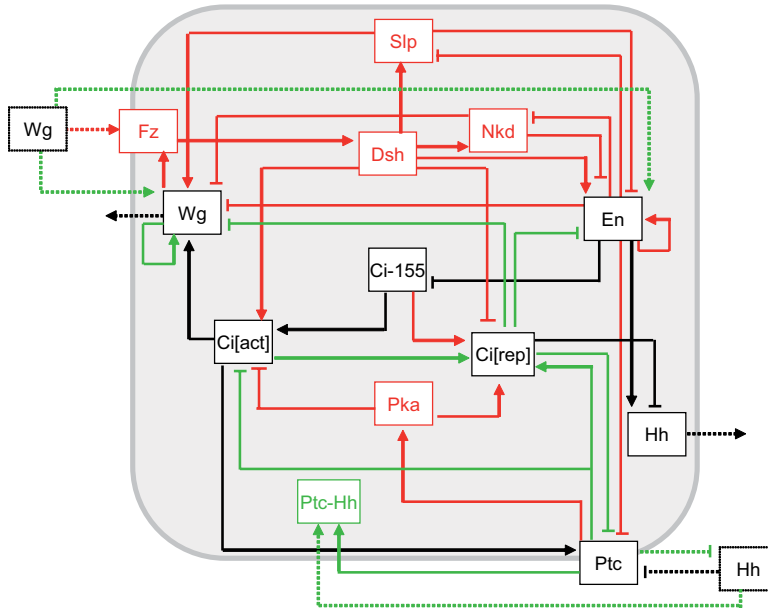 Slp
Wg
Fz
Nkd
Dsh
Wg
En
Ci-155
Ci[act]
Ci[rep]
Pka
Hh
Ptc-Hh
Ptc
Hh